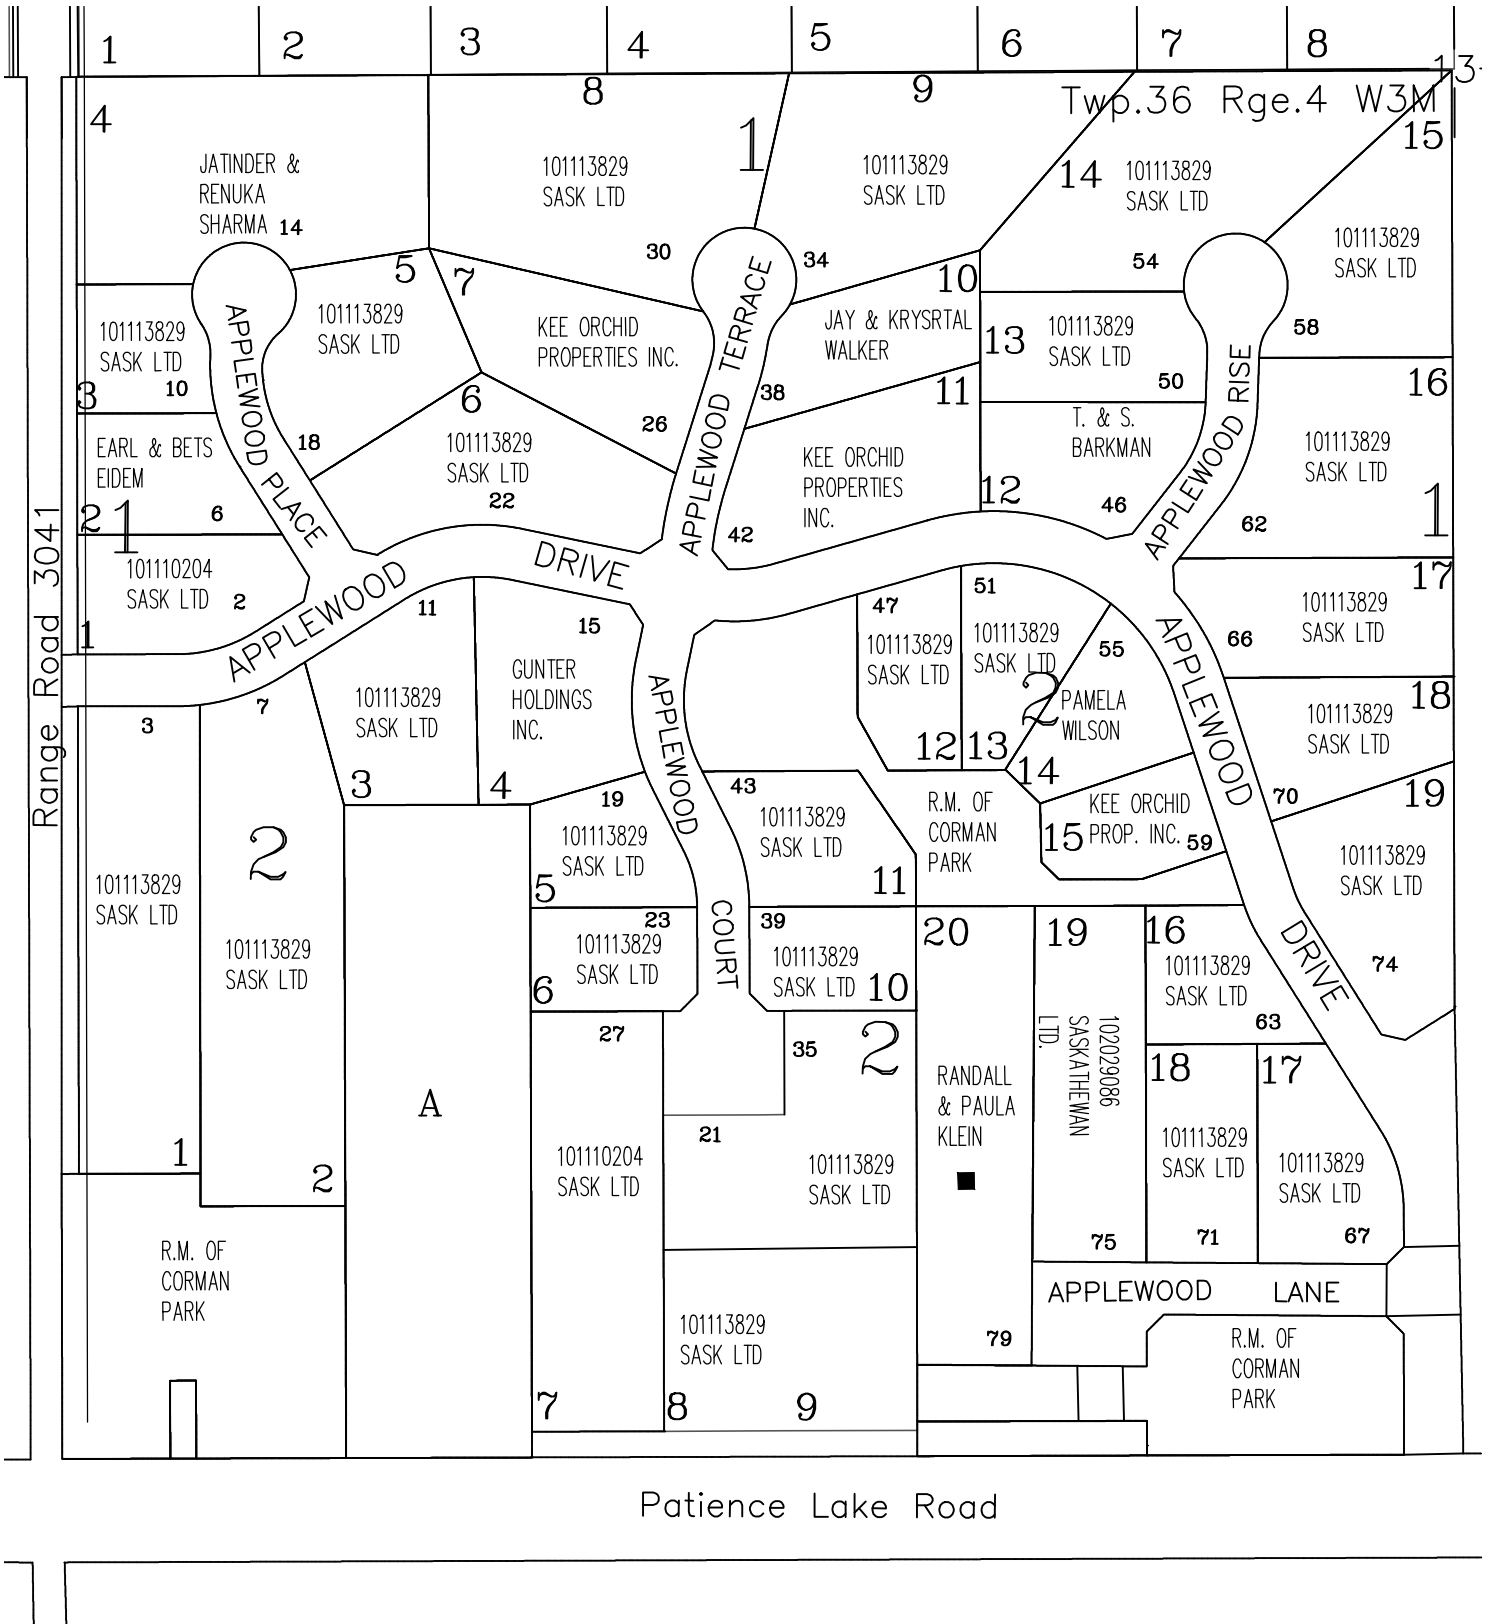 1 2 3 4 5 6 7 8
13
Twp.36 Rge.4 W3M
4
JATINDER &
RENUKA
SHARMA 14
8
101113829
SASK LTD
30
1
9
101113829
SASK LTD
34
14
101113829
SASK LTD
54
15
101113829
SASK LTD
58
101113829
SASK LTD
3 10
5
101113829
SASK LTD
18
7
KEE ORCHID
PROPERTIES INC.
26
10
JAY & KRYSRTAL
WALKER
38
13
101113829
SASK LTD
50
16
101113829
SASK LTD
62
1
EARL & BETS
EIDEM
2 1 6
6
101113829
SASK LTD
22
11
KEE ORCHID
PROPERTIES
INC.
42
T. & S.
BARKMAN
12 46
101110204
SASK LTD 2
1
APPLEWOOD PLACE
APPLEWOOD TERRACE
APPLEWOOD RISE
APPLEWOOD DRIVE
Range Road 3041
17
101113829
SASK LTD
66
18
101113829
SASK LTD
70
19
101113829
SASK LTD
74
APPLEWOOD DRIVE
3
101113829
SASK LTD
1
7
2
101113829
SASK LTD
2
11
101113829
SASK LTD
3
15
GUNTER
HOLDINGS
INC.
4
APPLEWOOD COURT
47
101113829
SASK LTD
12
51
101113829
SASK LTD
13
2
55
PAMELA
WILSON
14
KEE ORCHID
PROP. INC. 59
15
19
101113829
SASK LTD
5
43
101113829
SASK LTD
11
R.M. OF
CORMAN
PARK
23
101113829
SASK LTD
6
39
101113829
SASK LTD 10
20
RANDALL
& PAULA
KLEIN
79
19
102029086
SASKATHEWAN
LTD.
75
16
101113829
SASK LTD
63
18
101113829
SASK LTD
71
17
101113829
SASK LTD
67
A
27
101110204
SASK LTD
7
35
2
21
101113829
SASK LTD
101113829
SASK LTD
8 9
R.M. OF
CORMAN
PARK
APPLEWOOD LANE
R.M. OF
CORMAN
PARK
Patience Lake Road